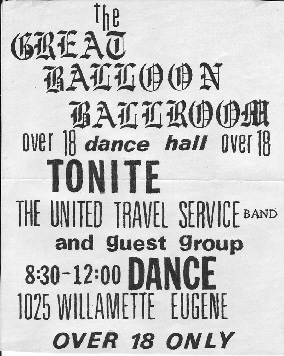 the
GREAT
BALLOON
BALLROOM
over 18 dance hall over 18
TONITE
THE UNITED TRAVEL SERVICE BAND
and guest group
8:30-12:00 DANCE
1025 WILLAMETTE EUGENE
OVER 18 ONLY